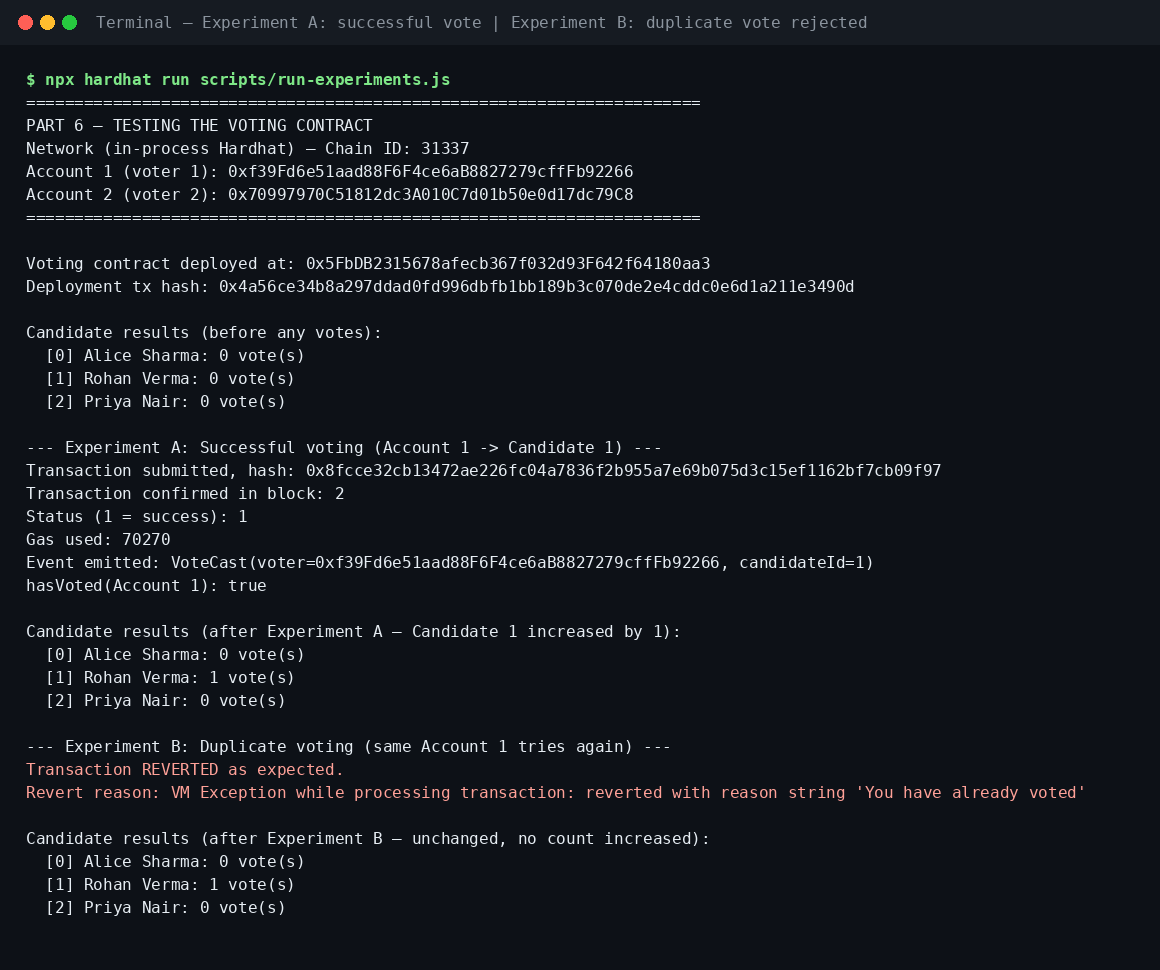 Terminal — Experiment A: successful vote | Experiment B: duplicate vote rejected
$ npx hardhat run scripts/run-experiments.js
======================================================================
PART 6 — TESTING THE VOTING CONTRACT
Network (in-process Hardhat) — Chain ID: 31337
Account 1 (voter 1): 0xf39Fd6e51aad88F6F4ce6aB8827279cffFb92266
Account 2 (voter 2): 0x70997970C51812dc3A010C7d01b50e0d17dc79C8
======================================================================
Voting contract deployed at: 0x5FbDB2315678afecb367f032d93F642f64180aa3
Deployment tx hash: 0x4a56ce34b8a297ddad0fd996dbfb1bb189b3c070de2e4cddc0e6d1a211e3490d
Candidate results (before any votes):
[0] Alice Sharma: 0 vote(s)
[1] Rohan Verma: 0 vote(s)
[2] Priya Nair: 0 vote(s)
--- Experiment A: Successful voting (Account 1 -> Candidate 1) ---
Transaction submitted, hash: 0x8fcce32cb13472ae226fc04a7836f2b955a7e69b075d3c15ef1162bf7cb09f97
Transaction confirmed in block: 2
Status (1 = success): 1
Gas used: 70270
Event emitted: VoteCast(voter=0xf39Fd6e51aad88F6F4ce6aB8827279cffFb92266, candidateId=1)
hasVoted(Account 1): true
Candidate results (after Experiment A — Candidate 1 increased by 1):
[0] Alice Sharma: 0 vote(s)
[1] Rohan Verma: 1 vote(s)
[2] Priya Nair: 0 vote(s)
--- Experiment B: Duplicate voting (same Account 1 tries again) ---
Transaction REVERTED as expected.
Revert reason: VM Exception while processing transaction: reverted with reason string 'You have already voted'
Candidate results (after Experiment B — unchanged, no count increased):
[0] Alice Sharma: 0 vote(s)
[1] Rohan Verma: 1 vote(s)
[2] Priya Nair: 0 vote(s)